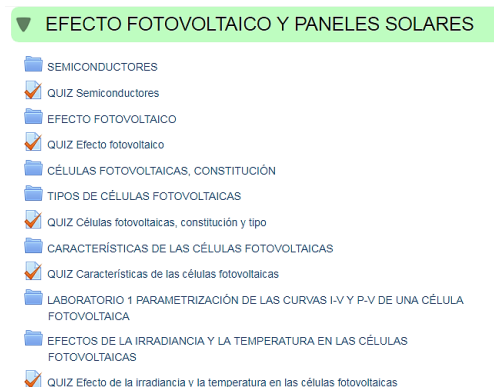 EFECTO FOTOVOLTAICO Y PANELES SOLARES
SEMICONDUCTORES
QUIZ Semiconductores
EFECTO FOTOVOLTAICO
QUIZ Efecto fotovoltaico
CÉLULAS FOTOVOLTAICAS, CONSTITUCIÓN
TIPOS DE CÉLULAS FOTOVOLTAICAS
QUIZ Células fotovoltaicas, constitución y tipo
CARACTERÍSTICAS DE LAS CÉLULAS FOTOVOLTAICAS
QUIZ Características de las células fotovoltaicas
LABORATORIO 1 PARAMETRIZACIÓN DE LAS CURVAS I-V Y P-V DE UNA CÉLULA
FOTOVOLTAICA
EFECTOS DE LA IRRADIANCIA Y LA TEMPERATURA EN LAS CÉLULAS
FOTOVOLTAICAS
QUIZ Efecto de la irradiancia y la temperatura en las células fotovoltaicas